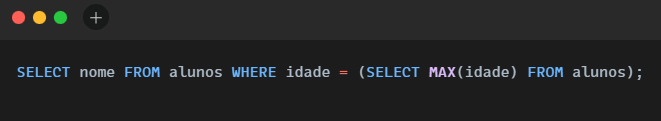 SELECT nome FROM alunos WHERE idade = (SELECT MAX(idade) FROM alunos);